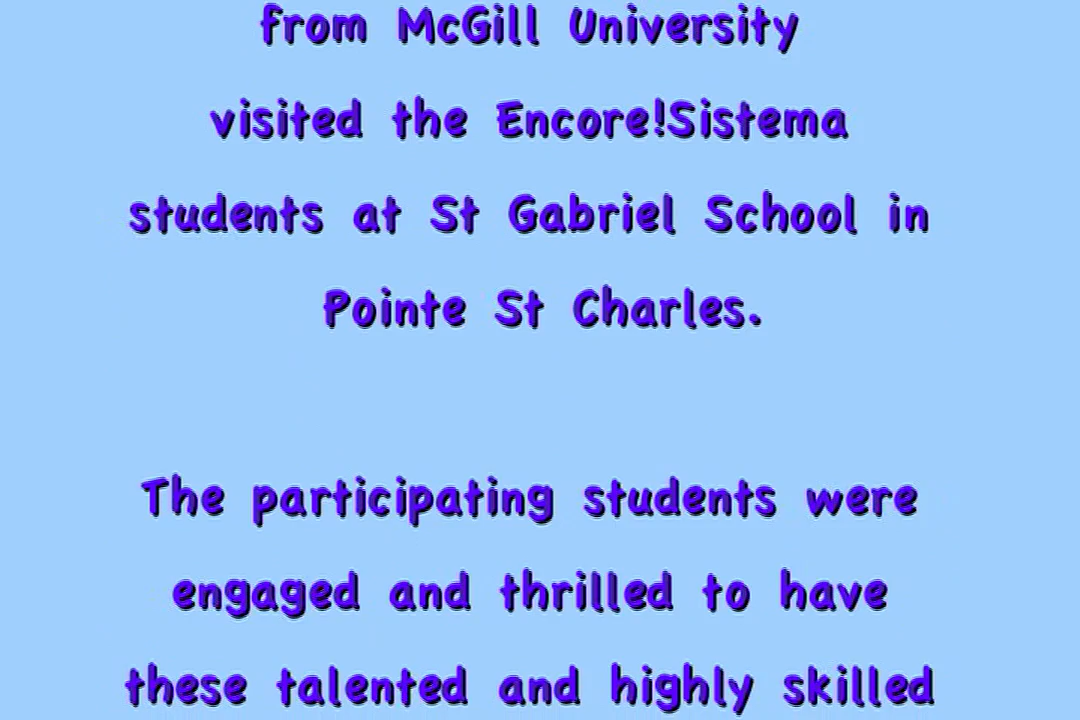 from McGill University
visited the Encore!Sistema
students at St Gabriel School in
Pointe St Charles.
The participating students were
engaged and thrilled to have
these talented and highly skilled